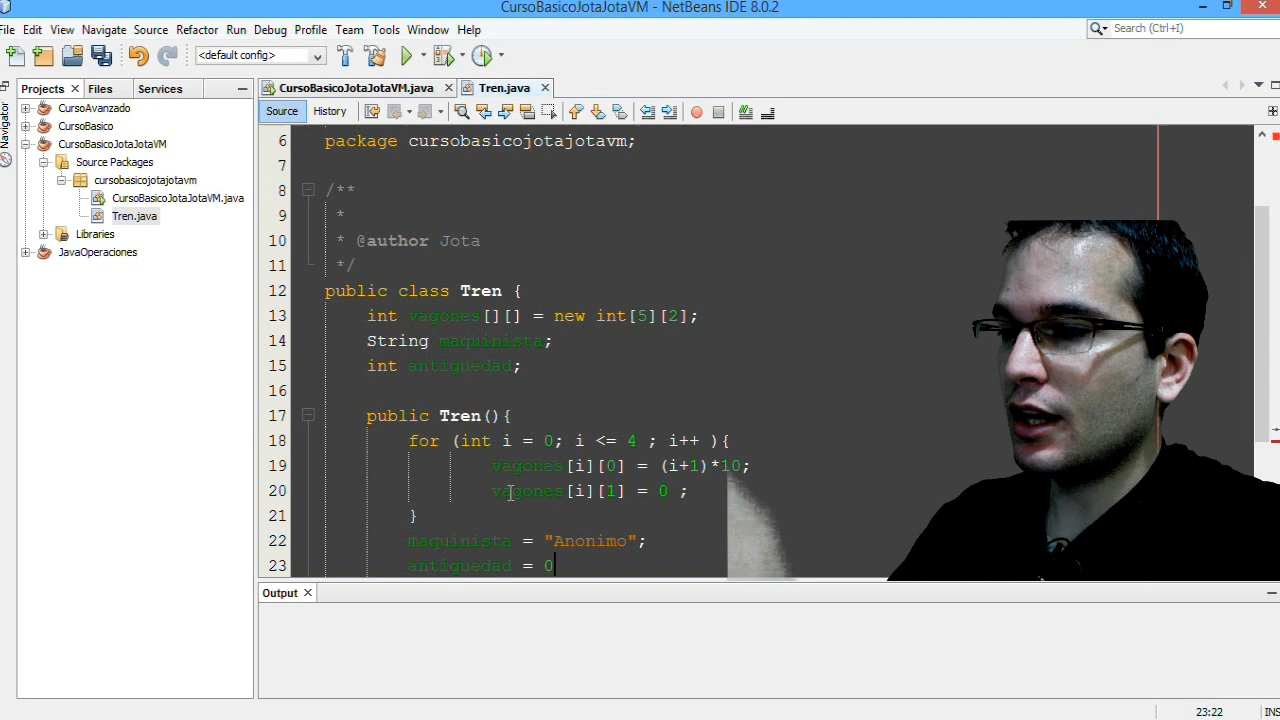 CursoBasicoJotaJotaVM - NetBeans IDE 8.0.2
File Edit View Navigate Source Refactor Run Debug Profile Team Tools Window Help
Search (Ctrl+I)
<default config>
Projects Files Services
CursoBasicoJotaJotaVM.java Tren.java
Navigator
Source History
CursoAvanzado
CursoBasico
CursoBasicoJotaJotaVM
Source Packages
cursobasicojotajotavm
CursoBasicoJotaJotaVM.java
Tren.java
Libraries
JavaOperaciones
6 package cursobasicojotajotavm;
7
8 /**
9 *
10 * @author Jota
11 */
12 public class Tren {
13 int vagones[][] = new int[5][2];
14 String maquinista;
15 int antiguedad;
16
17 public Tren(){
18 for (int i = 0; i <= 4 ; i++ ){
19 vagones[i][0] = (i+1)*10;
20 vagones[i][1] = 0 ;
21 }
22 maquinista = "Anonimo";
23 antiguedad = 0
Output
23:22 INS